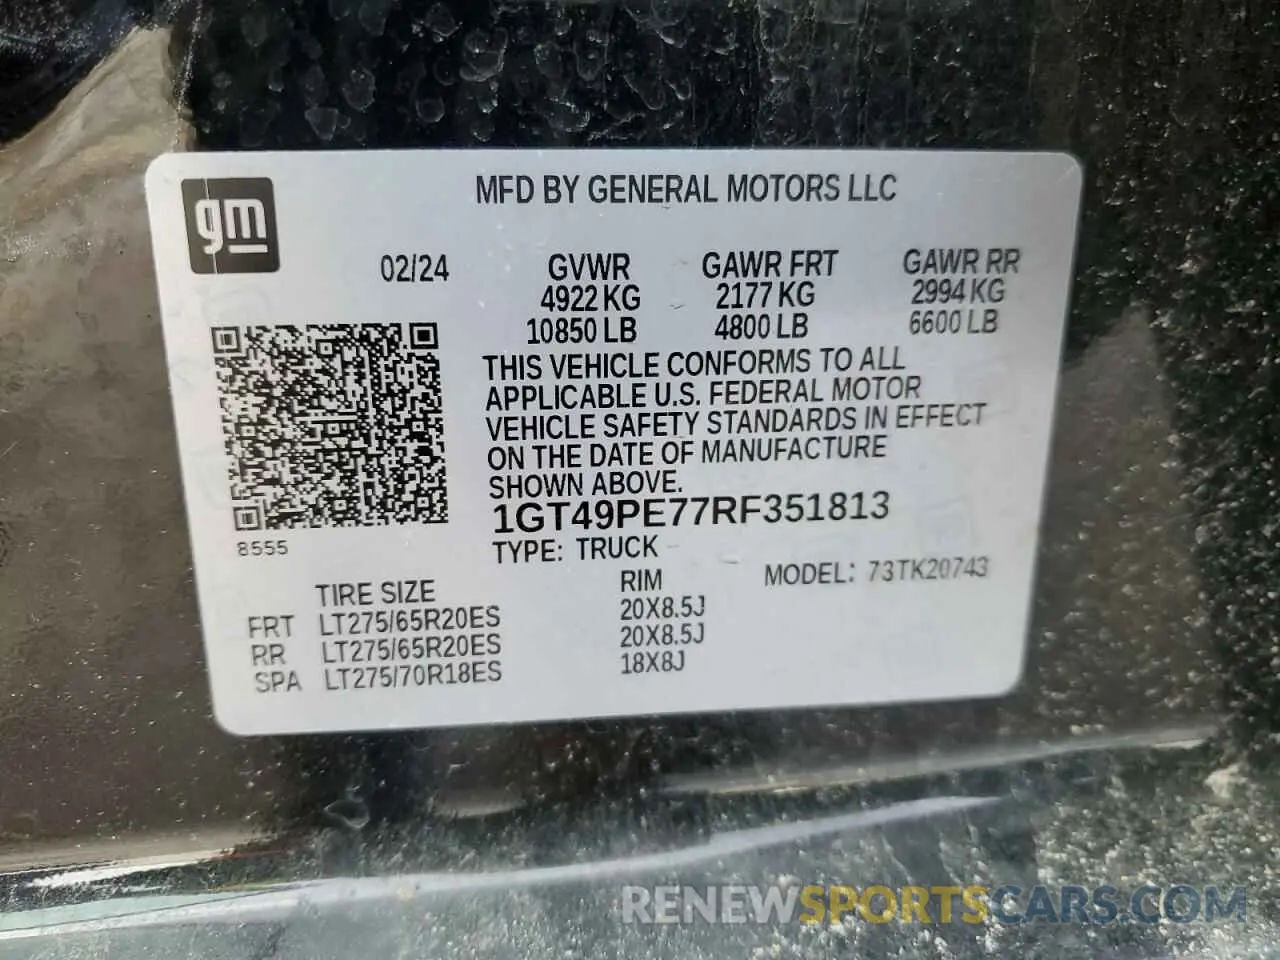 gm
MFD BY GENERAL MOTORS LLC
02/24
GVWR GAWR FRT GAWR RR
4922 KG 2177 KG 2994 KG
10850 LB 4800 LB 6600 LB
THIS VEHICLE CONFORMS TO ALL
APPLICABLE U.S. FEDERAL MOTOR
VEHICLE SAFETY STANDARDS IN EFFECT
ON THE DATE OF MANUFACTURE
SHOWN ABOVE.
1GT49PE77RF351813
8555
TYPE: TRUCK
MODEL: 73TK20743
TIRE SIZE RIM
FRT LT275/65R20ES 20X8.5J
RR LT275/65R20ES 20X8.5J
SPA LT275/70R18ES 18X8J
RENEWSPORTSCARS.COM